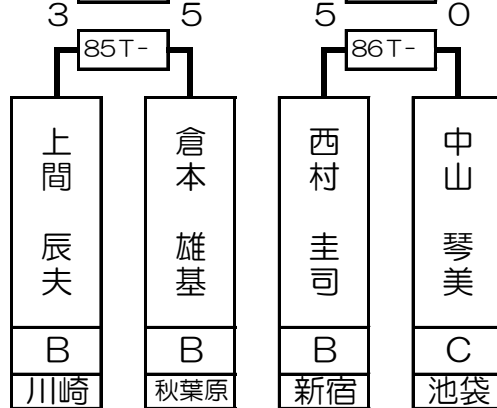 3 5 5 0
85T- 86T-
上間 辰夫
倉本 雄基
西村 圭司
中山 琴美
B B B C
川崎 秋葉原 新宿 池袋